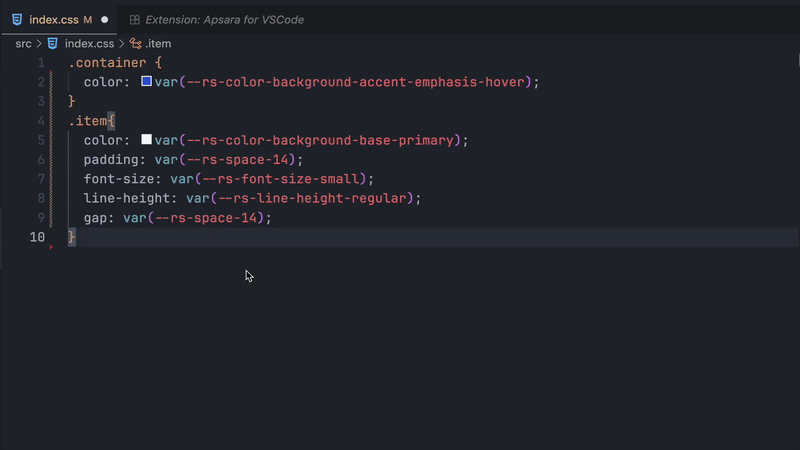 index.css M Extension: Apsara for VSCode
src > index.css > .item
1 .container {
2 color: var(--rs-color-background-accent-emphasis-hover);
3 }
4 .item{
5 color: var(--rs-color-background-base-primary);
6 padding: var(--rs-space-14);
7 font-size: var(--rs-font-size-small);
8 line-height: var(--rs-line-height-regular);
9 gap: var(--rs-space-14);
10 }